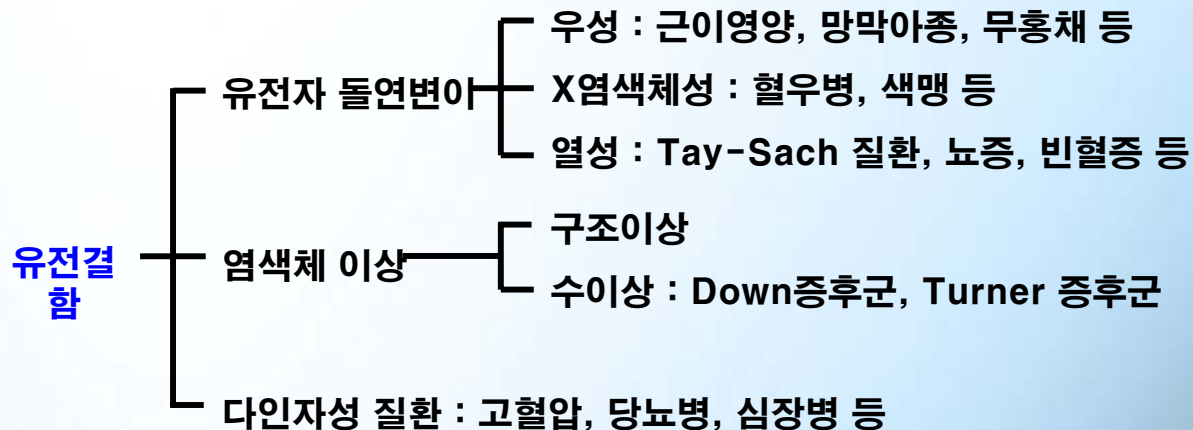 우성 : 근이영양, 망막아종, 무홍채 등
유전자 돌연변이
X염색체성 : 혈우병, 색맹 등
열성 : Tay-Sach 질환, 뇨증, 빈혈증 등
구조이상
유전결
함
염색체 이상
수이상 : Down증후군, Turner 증후군
다인자성 질환 : 고혈압, 당뇨병, 심장병 등